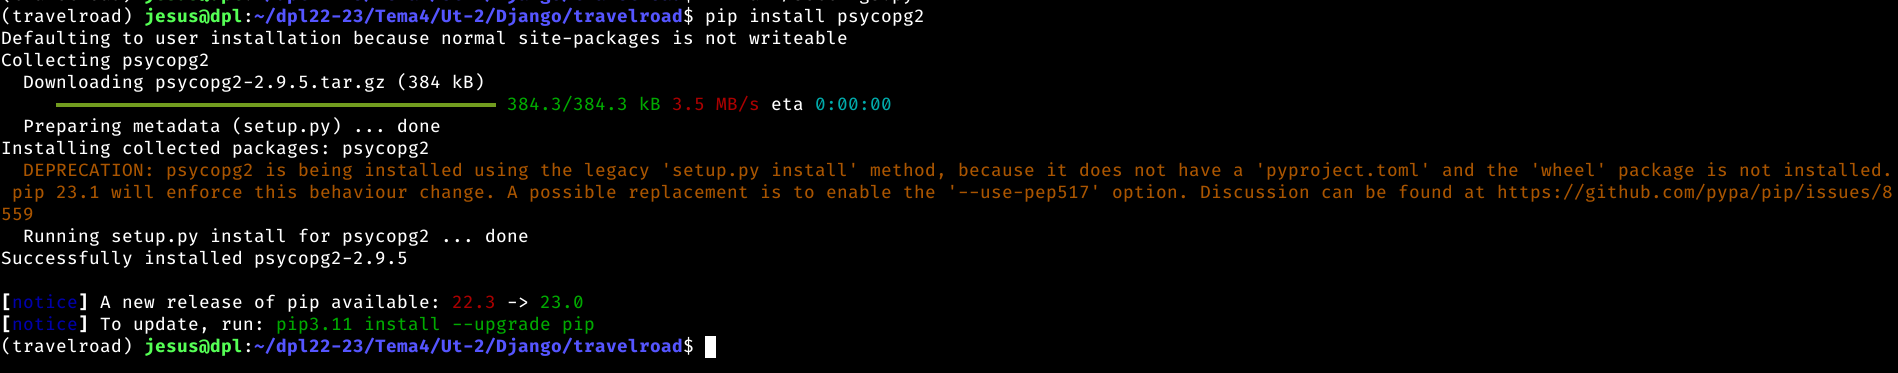 (travelroad) jesus@dpl:~/dpl22-23/Tema4/Ut-2/Django/travelroad$ pip install psycopg2
Defaulting to user installation because normal site-packages is not writeable
Collecting psycopg2
  Downloading psycopg2-2.9.5.tar.gz (384 kB)
384.3/384.3 kB 3.5 MB/s eta 0:00:00
  Preparing metadata (setup.py) ... done
Installing collected packages: psycopg2
  DEPRECATION: psycopg2 is being installed using the legacy 'setup.py install' method, because it does not have a 'pyproject.toml' and the 'wheel' package is not installed.
 pip 23.1 will enforce this behaviour change. A possible replacement is to enable the '--use-pep517' option. Discussion can be found at https://github.com/pypa/pip/issues/8
559
  Running setup.py install for psycopg2 ... done
Successfully installed psycopg2-2.9.5
[notice] A new release of pip available: 22.3 -> 23.0
[notice] To update, run: pip3.11 install --upgrade pip
(travelroad) jesus@dpl:~/dpl22-23/Tema4/Ut-2/Django/travelroad$